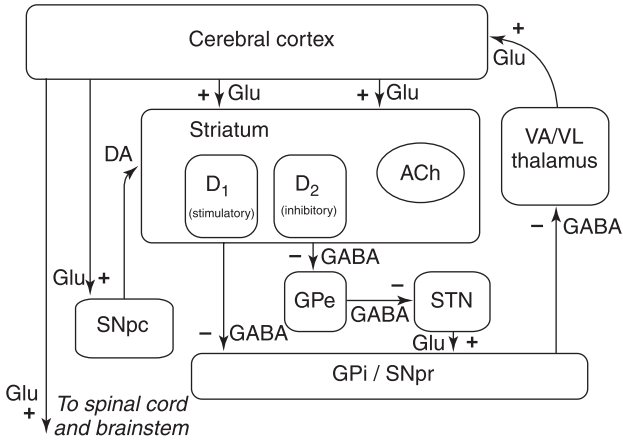 Cerebral cortex
+
Glu
+ Glu
+ Glu
VA/VL
thalamus
Striatum
DA
D1
(stimulatory)
D2
(inhibitory)
ACh
− GABA
− GABA
Glu +
SNpc
GPe
−
GABA
STN
− GABA
Glu +
GPi / SNpr
Glu
+
To spinal cord
and brainstem